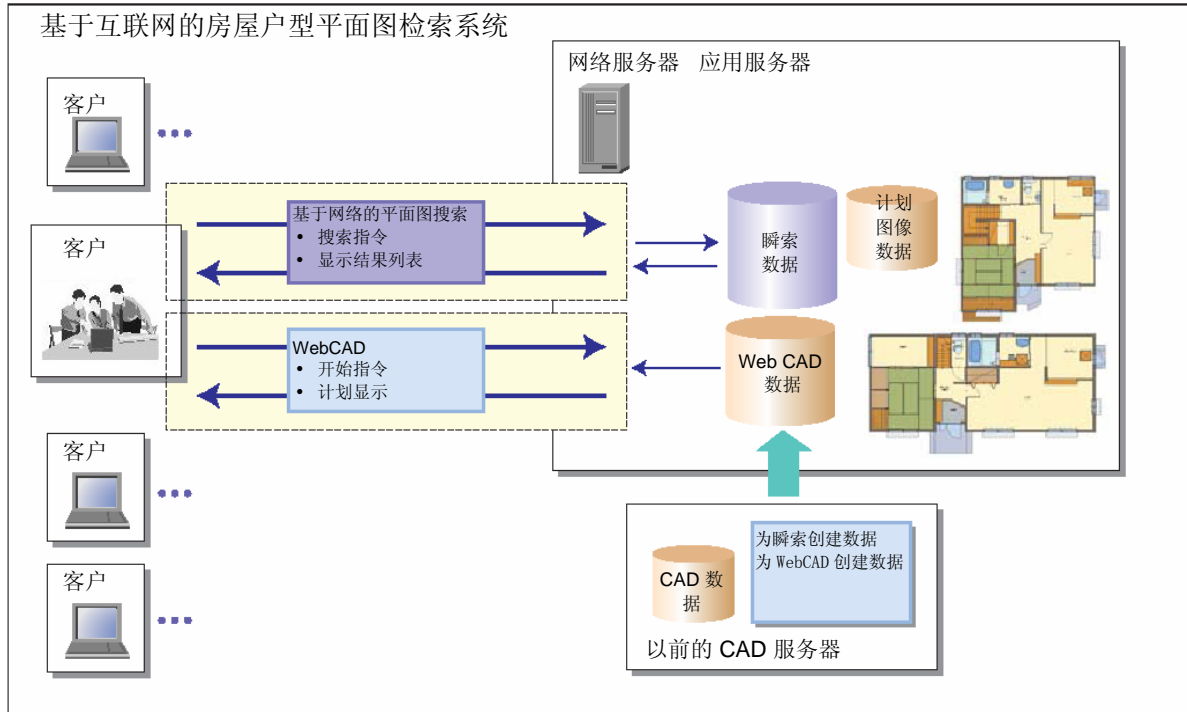 基于互联网的房屋户型平面图检索系统
网络服务器 应用服务器
客户
客户
客户
客户
基于网络的平面图搜索
• 搜索指令
• 显示结果列表
WebCAD
• 开始指令
• 计划显示
瞬索
数据
计划
图像
数据
Web CAD
数据
CAD 数
据
为瞬索创建数据
为 WebCAD 创建数据
以前的 CAD 服务器